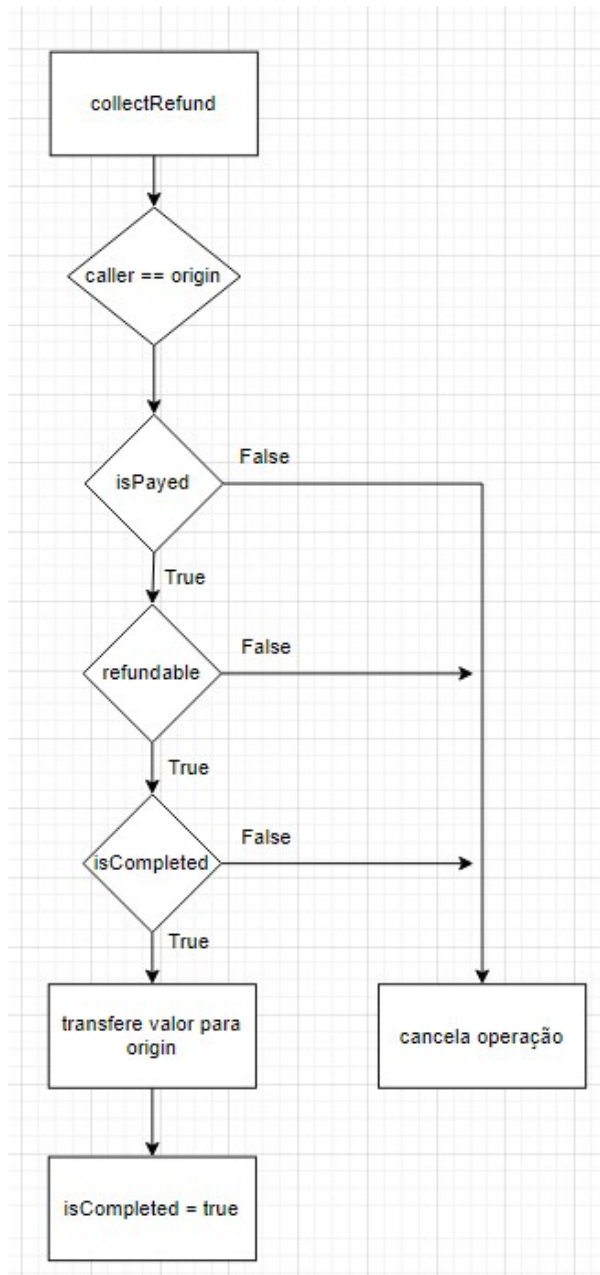 collectRefund
caller == origin
isPayed
False
True
refundable
False
True
isCompleted
False
True
transfere valor para
origin
cancela operação
isCompleted = true